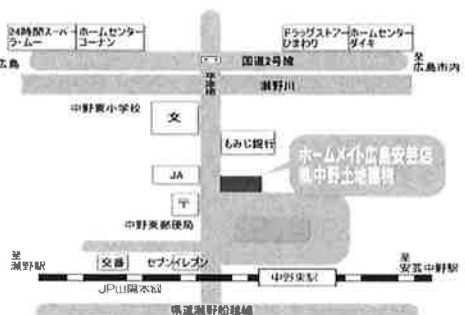 24時間スーパー
ラ・ムー
ホームセンター
コーナン
ドラッグストアー
ひまわり
ホームセンター
ダイキ
広島
国道2号線
至
広島市内
瀬野川
中野東小学校
文
もみじ銀行
ホームメイト広島安芸店
㈱中野土地建物
JA
〒
中野東郵便局
至
瀬野駅
交番
セブンイレブン
中野東駅
至
安芸中野駅
JR山陽本線
県道瀬野船越線